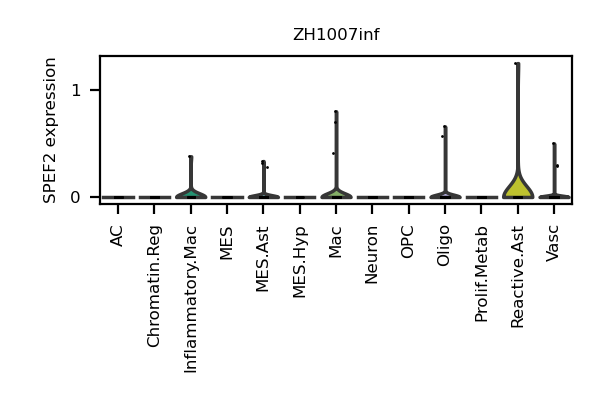 ZH1007inf
SPEF2 expression
1
0
AC
Chromatin.Reg
Inflammatory.Mac
MES
MES.Ast
MES.Hyp
Mac
Neuron
OPC
Oligo
Prolif.Metab
Reactive.Ast
Vasc